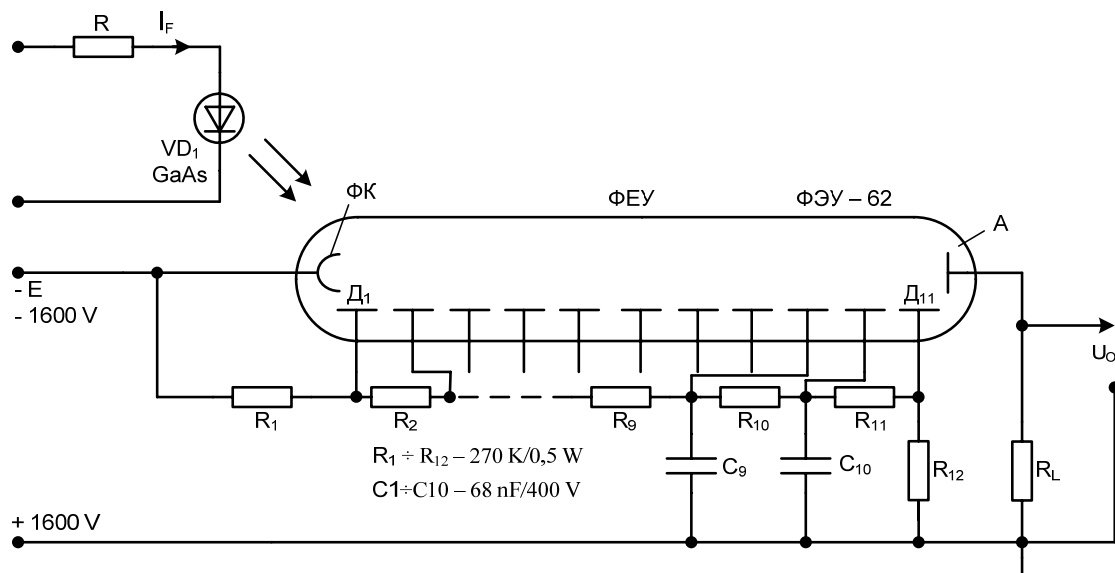 R
I_F
VD₁
GaAs
ФК
ФЕУ
ФЭУ – 62
А
- E
- 1600 V
Д₁
Д₁₁
U_O
R₁
R₂
R₉
R₁₀
R₁₁
R₁ ÷ R₁₂ – 270 K/0,5 W
C1÷C10 – 68 nF/400 V
C₉
C₁₀
R₁₂
R_L
+ 1600 V